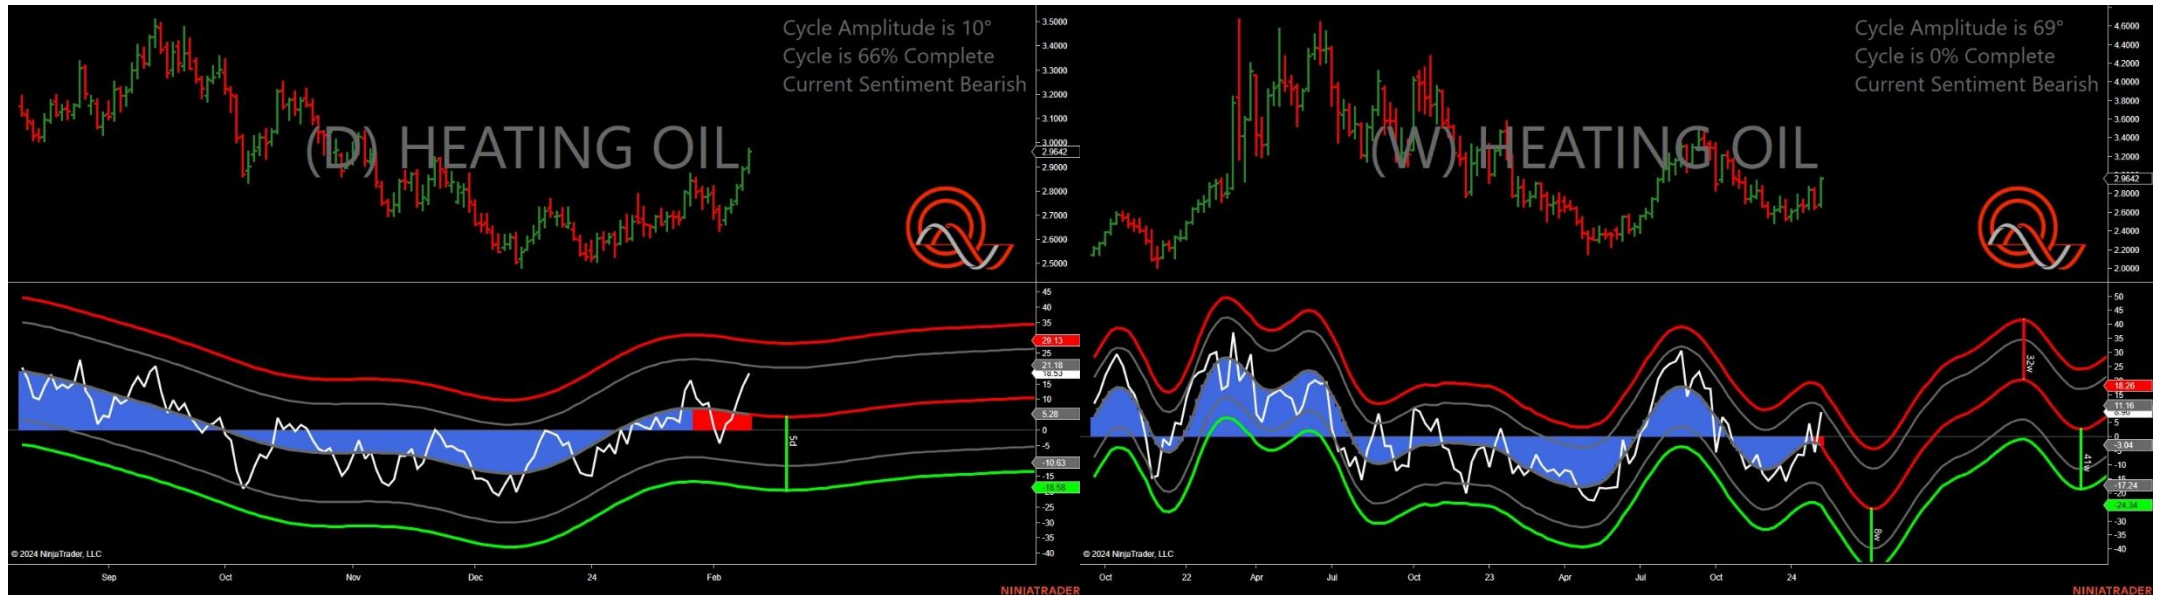 Cycle Amplitude is 10°
Cycle is 66% Complete
Current Sentiment Bearish
(D) HEATING OIL
3.5000
3.4000
3.3000
3.2000
3.1000
3.0000
2.9642
2.9000
2.8000
2.7000
2.6000
2.5000
45
40
35
29.13
25
21.18
18.53
15
10
5.28
0
-5
-10.63
-15
-18.58
-25
-30
-35
-40
5d
© 2024 NinjaTrader, LLC
Sep
Oct
Nov
Dec
24
Feb
NINJATRADER
Cycle Amplitude is 69°
Cycle is 0% Complete
Current Sentiment Bearish
(W) HEATING OIL
4.6000
4.4000
4.2000
4.0000
3.8000
3.6000
3.4000
3.2000
2.9642
2.8000
2.6000
2.4000
2.2000
2.0000
50
45
40
35
30
25
18.26
11.16
5
0
-3.04
-10
-17.24
-20
-24.34
-30
-35
-40
32w
41w
8w
© 2024 NinjaTrader, LLC
Oct
22
Apr
Jul
Oct
23
Apr
Jul
Oct
24
NINJATRADER